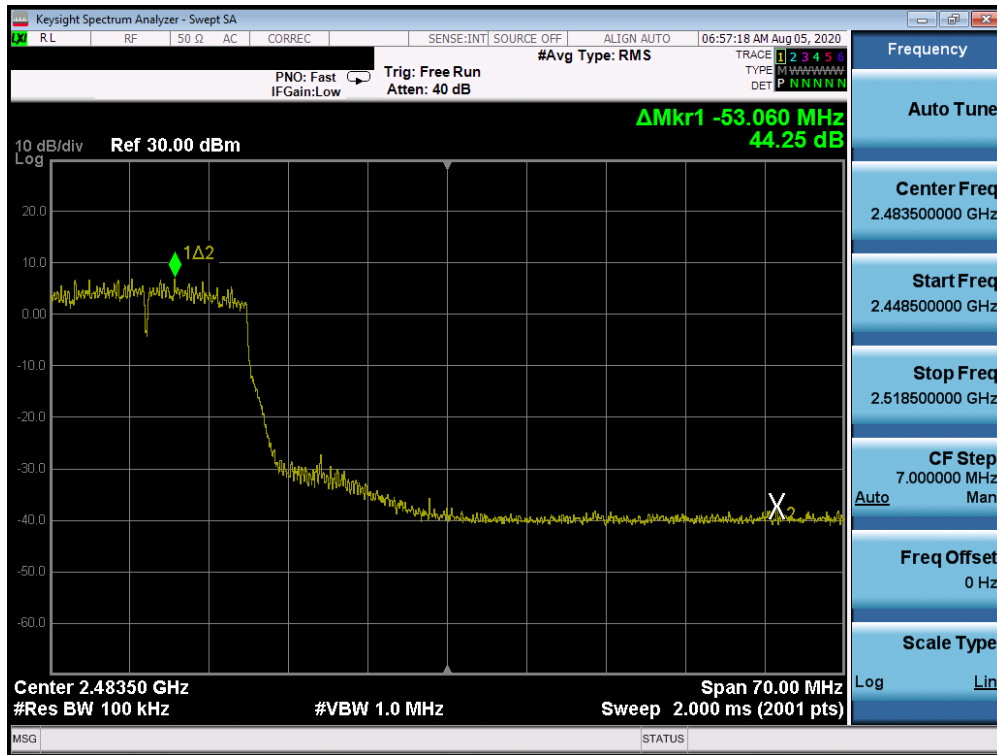 Keysight Spectrum Analyzer - Swept SA
LXI RL RF 50 Ω AC CORREC SENSE:INT SOURCE OFF ALIGN AUTO 06:57:18 AM Aug 05, 2020
PNO: Fast
IFGain:Low
Trig: Free Run
Atten: 40 dB
#Avg Type: RMS
TRACE 1 2 3 4 5 6
TYPE M WWWWW
DET P N N N N N
ΔMkr1 -53.060 MHz
44.25 dB
10 dB/div Ref 30.00 dBm
Log
1Δ2
20.0
10.0
0.00
-10.0
-20.0
-30.0
-40.0
X2
-50.0
-60.0
Center 2.48350 GHz Span 70.00 MHz
#Res BW 100 kHz #VBW 1.0 MHz Sweep 2.000 ms (2001 pts)
MSG STATUS
Frequency
Auto Tune
Center Freq
2.483500000 GHz
Start Freq
2.448500000 GHz
Stop Freq
2.518500000 GHz
CF Step
7.000000 MHz
Auto Man
Freq Offset
0 Hz
Scale Type
Log Lin